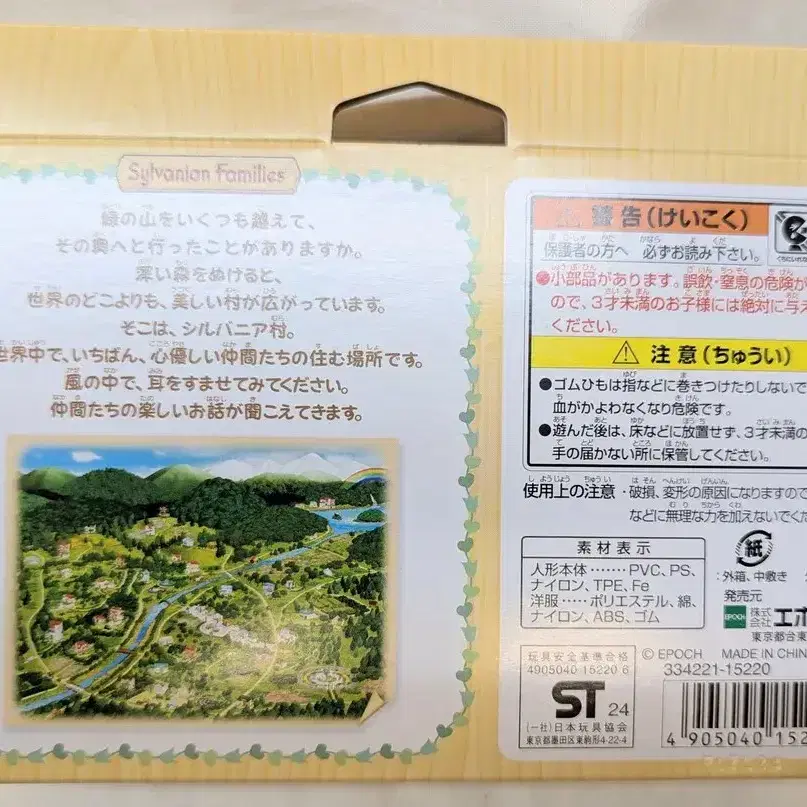 Sylvanian Families
緑の山をいくつも越えて、
その奥へと行ったことがありますか。
深い森をぬけると、
世界のどこよりも、美しい村が広がっています。
そこは、シルバニア村。
世界中で、いちばん、心優しい仲間たちの住む場所です。
風の中で、耳をすませてみてください。
仲間たちの楽しいお話が聞こえてきます。
警告(けいこく)
保護者の方へ 必ずお読み下さい。
●小部品があります。誤飲・窒息の危険が
ので、3才未満のお子様には絶対に与え
ください。
注意(ちゅうい)
●ゴムひもは指などに巻きつけたりしないで
血がかよわなくなり危険です。
●遊んだ後は、床などに放置せず、3才未満の
手の届かない所に保管してください。
使用上の注意・破損、変形の原因になりますので
などに無理な力を加えないでくだ
素材表示
人形本体……PVC、PS、
ナイロン、TPE、Fe
洋服……ポリエステル、綿、
ナイロン、ABS、ゴム
紙
:外箱、中敷き
発売元
EPOCH 株式会社 エポ
東京都台東
玩具安全基準合格
4905040 15220 6
ST 24
(一社)日本玩具協会
東京都墨田区東駒形4-22-4
© EPOCH MADE IN CHIN
334221-15220
4 905040 152